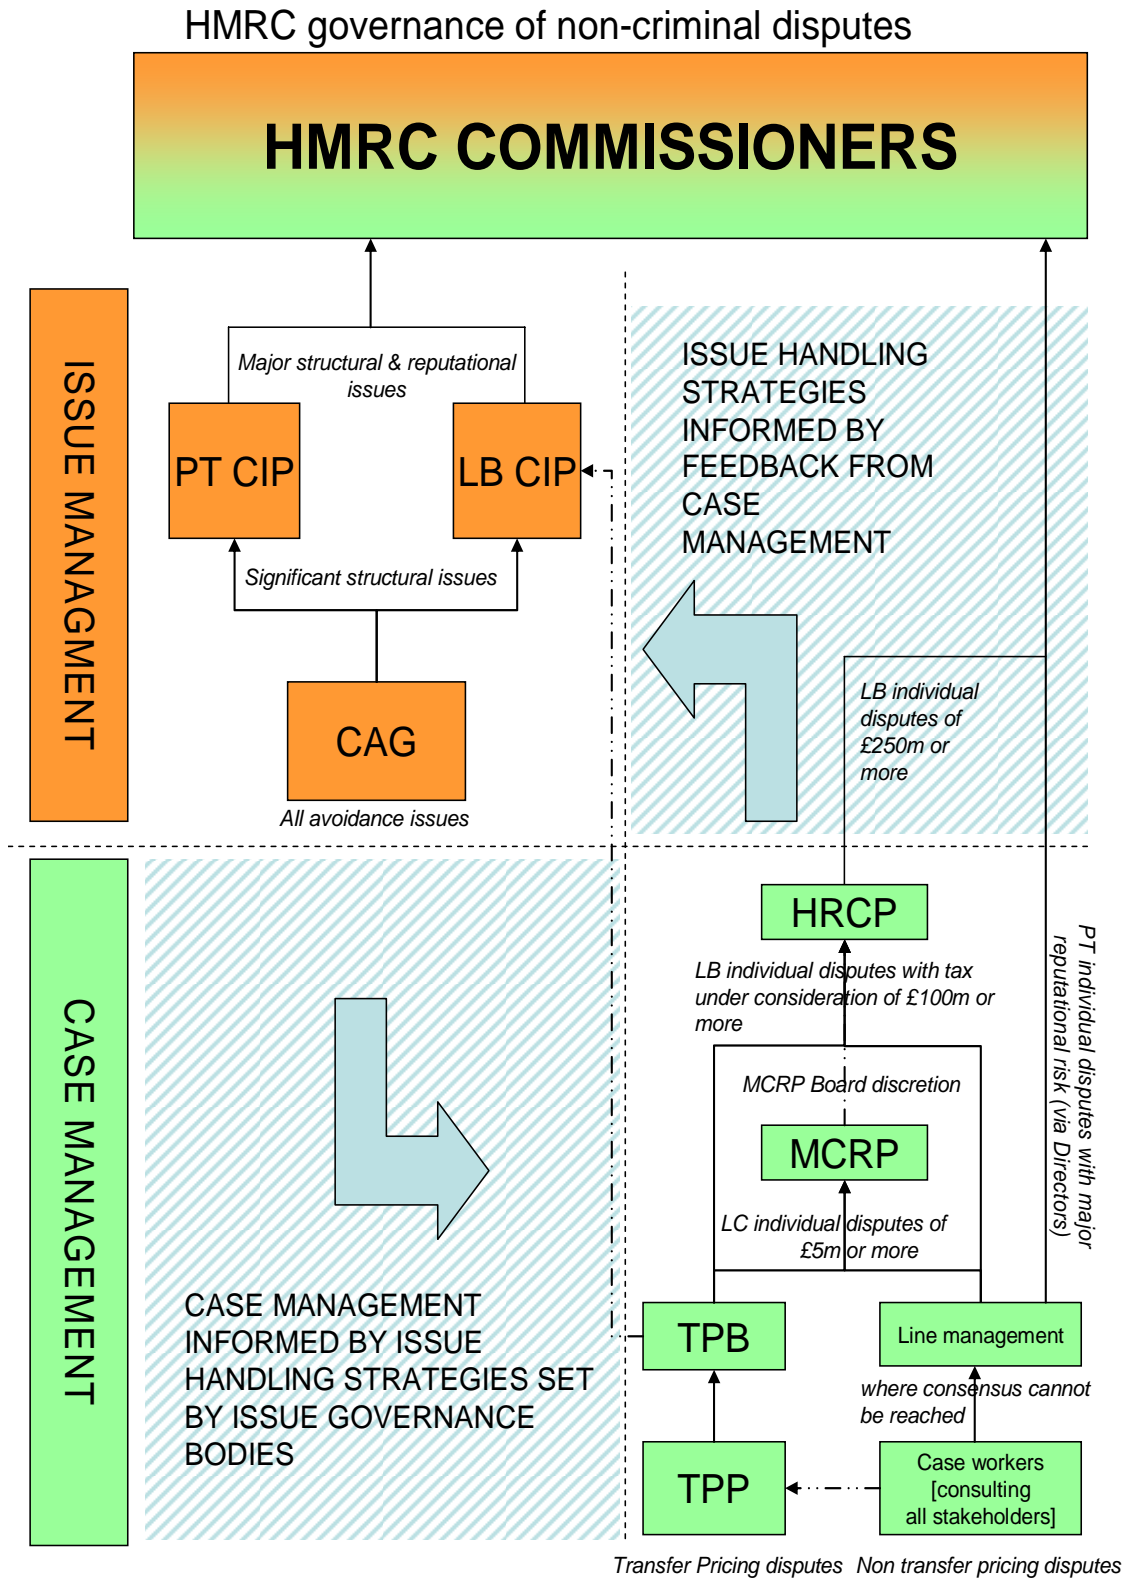 HMRC governance of non-criminal disputes
HMRC COMMISSIONERS
ISSUE MANAGMENT
Major structural & reputational
issues
PT CIP
LB CIP
Significant structural issues
CAG
All avoidance issues
ISSUE HANDLING
STRATEGIES
INFORMED BY
FEEDBACK FROM
CASE
MANAGEMENT
LB individual
disputes of
£250m or
more
CASE MANAGEMENT
CASE MANAGEMENT
INFORMED BY ISSUE
HANDLING STRATEGIES SET
BY ISSUE GOVERNANCE
BODIES
HRCP
LB individual disputes with tax
under consideration of £100m or
more
MCRP Board discretion
MCRP
LC individual disputes of
£5m or more
PT individual disputes with major
reputational risk (via Directors)
TPB
Line management
where consensus cannot
be reached
TPP
Case workers
[consulting
all stakeholders]
Transfer Pricing disputes
Non transfer pricing disputes